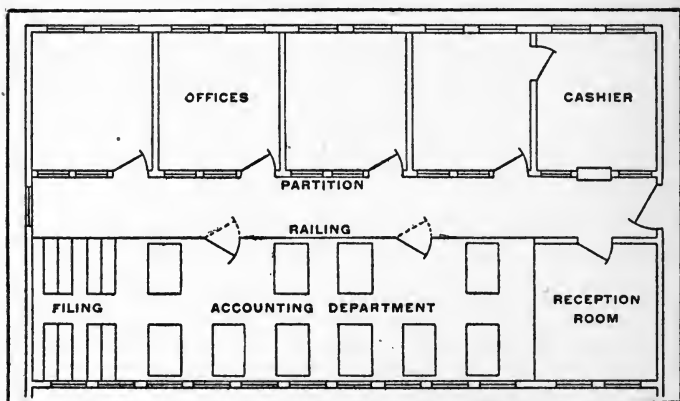 OFFICES
CASHIER
PARTITION
RAILING
FILING
ACCOUNTING DEPARTMENT
RECEPTION
ROOM